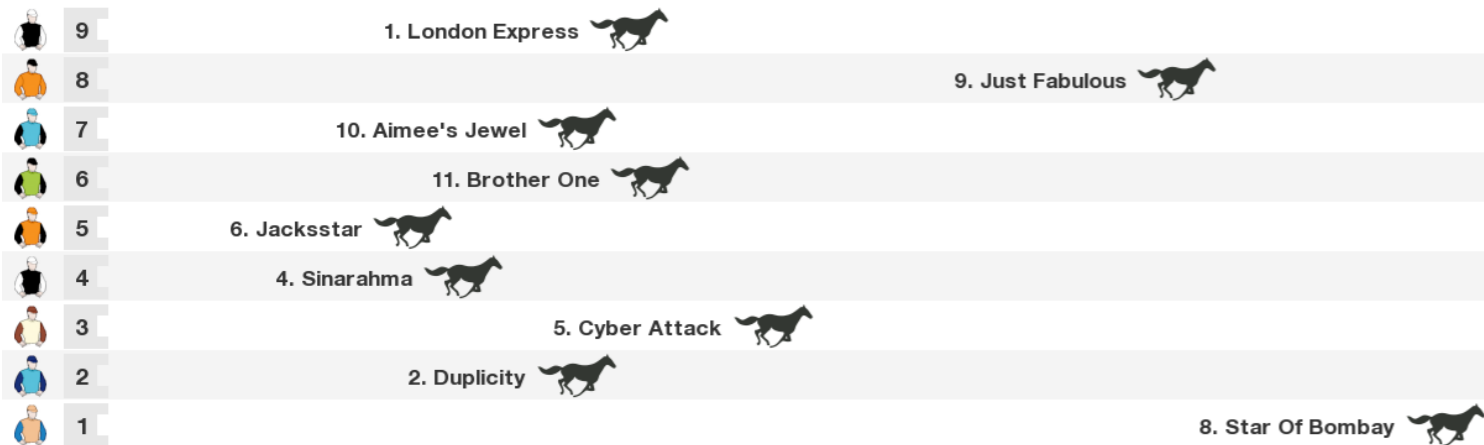 9 1. London Express
8 9. Just Fabulous
7 10. Aimee's Jewel
6 11. Brother One
5 6. Jacksstar
4 4. Sinarahma
3 5. Cyber Attack
2 2. Duplicity
1 8. Star Of Bombay